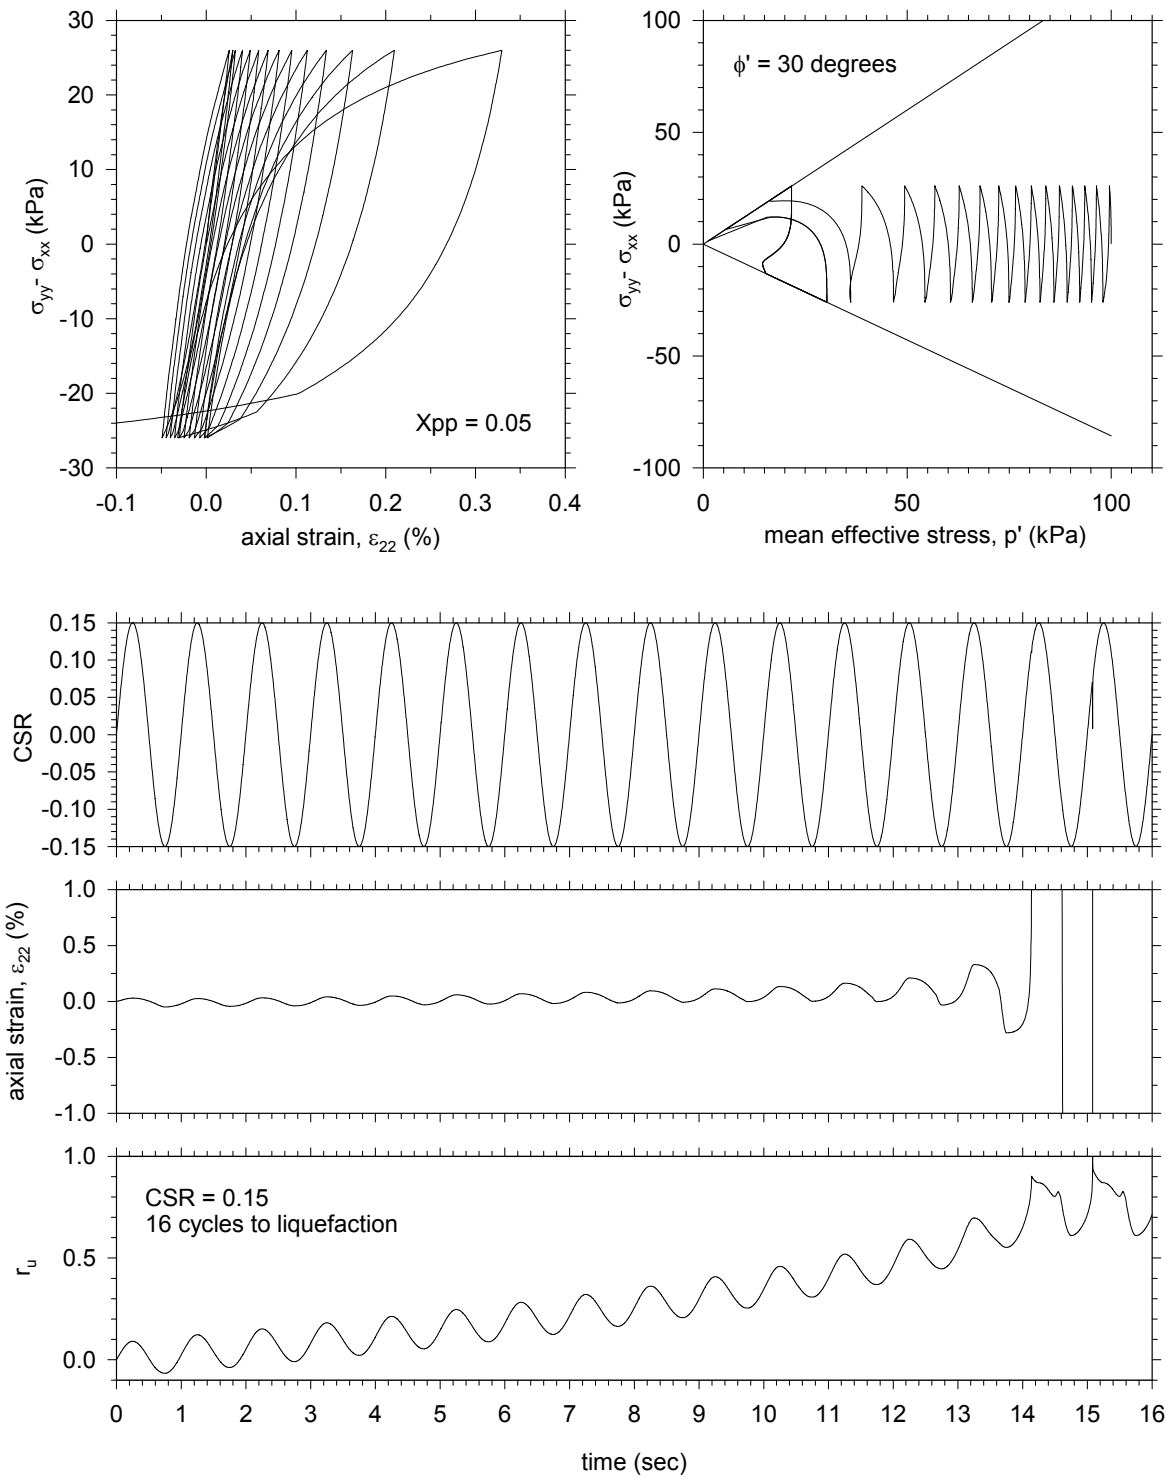 30
20
10
0
-10
-20
-30
σyy- σxx (kPa)
-0.1 0.0 0.1 0.2 0.3 0.4
axial strain, ε22 (%)
Xpp = 0.05
100
50
0
-50
-100
σyy- σxx (kPa)
ϕ' = 30 degrees
0 50 100
mean effective stress, p' (kPa)
0.15
0.10
0.05
0.00
-0.05
-0.10
-0.15
CSR
1.0
0.5
0.0
-0.5
-1.0
axial strain, ε22 (%)
1.0
0.5
0.0
ru
CSR = 0.15
16 cycles to liquefaction
0 1 2 3 4 5 6 7 8 9 10 11 12 13 14 15 16
time (sec)